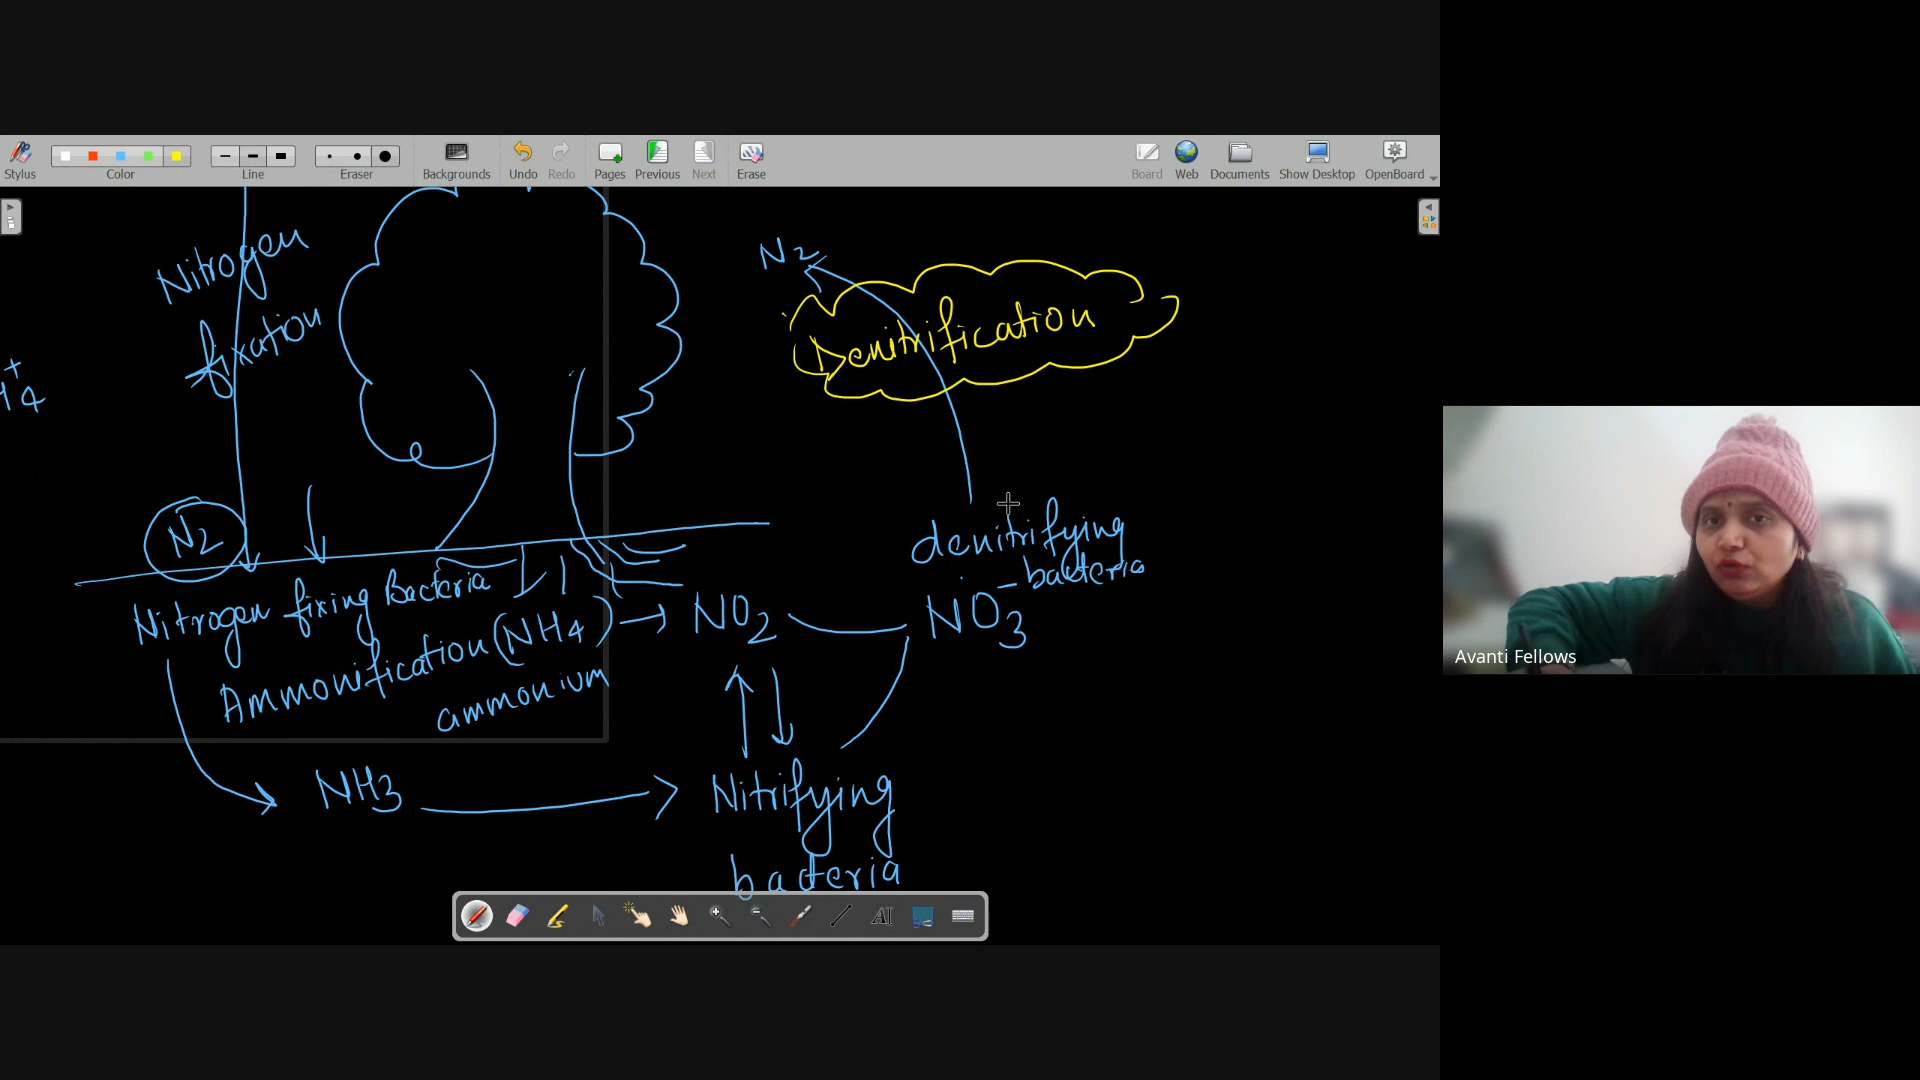 Stylus
Color
Line
Eraser
Backgrounds
Undo
Redo
Pages
Previous
Next
Erase
Board
Web
Documents
Show Desktop
OpenBoard
Nitrogen
fixation
N2
Denitrification
+
4
N2
denitrifying
bacteria
Nitrogen fixing Bacteria
Ammonification (NH4) → NO2
NO3-
ammonium
NH3
Nitrifying
bacteria
Avanti Fellows